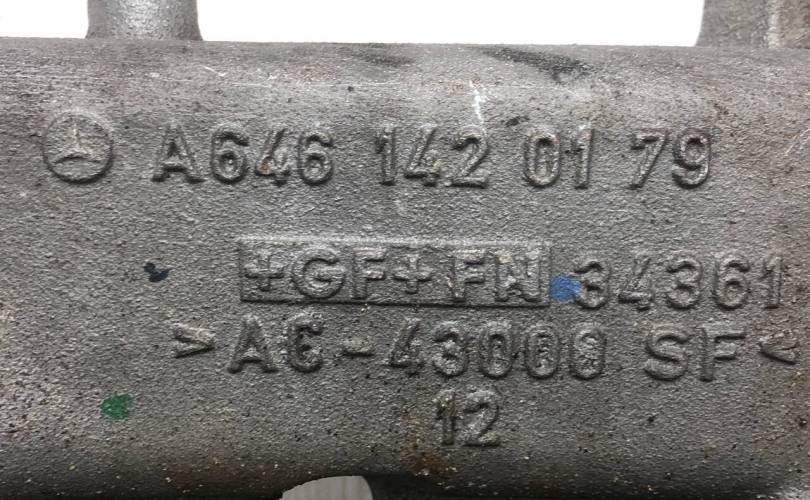 A646 142 01 79
+GF+ FN 34361
>AC-43000 SF<
12